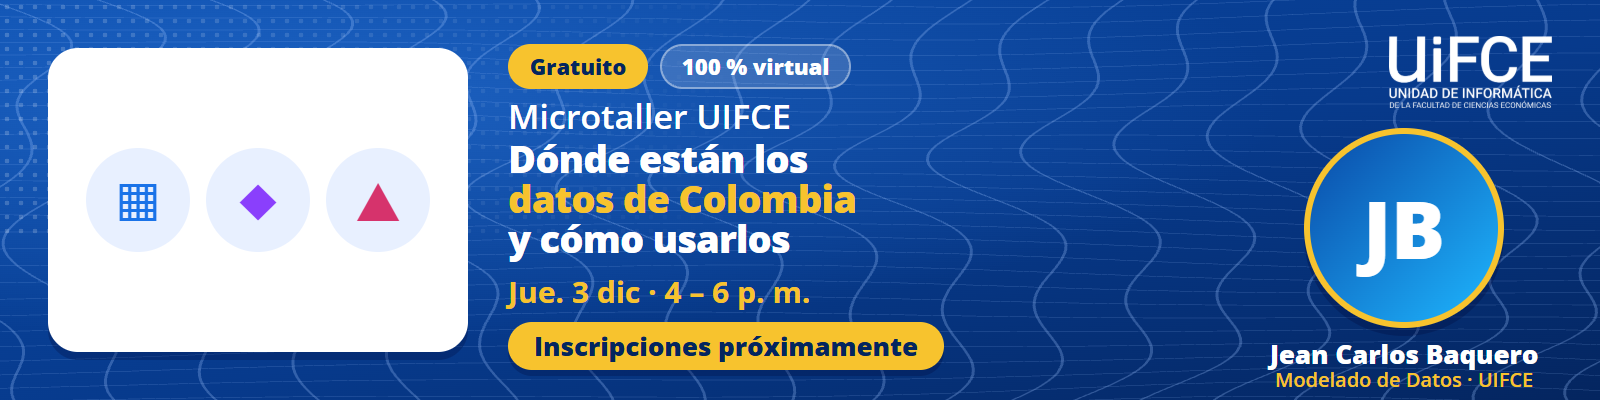 Gratuito
100 % virtual
Microtaller UIFCE
Dónde están los
datos de Colombia
y cómo usarlos
Jue. 3 dic · 4 – 6 p. m.
Inscripciones próximamente
UiFCE
UNIDAD DE INFORMÁTICA
DE LA FACULTAD DE CIENCIAS ECONÓMICAS
JB
Jean Carlos Baquero
Modelado de Datos · UIFCE